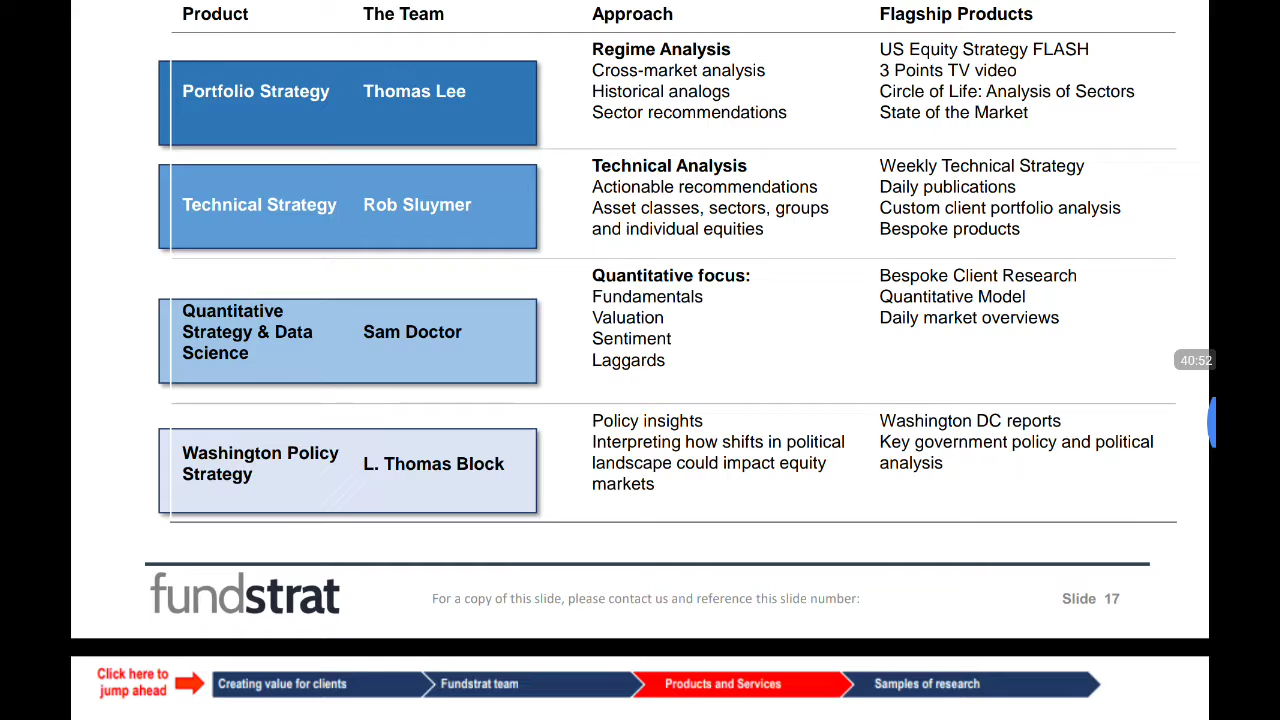 Product The Team Approach Flagship Products
Portfolio Strategy Thomas Lee
Regime Analysis
Cross-market analysis
Historical analogs
Sector recommendations
US Equity Strategy FLASH
3 Points TV video
Circle of Life: Analysis of Sectors
State of the Market
Technical Strategy Rob Sluymer
Technical Analysis
Actionable recommendations
Asset classes, sectors, groups
and individual equities
Weekly Technical Strategy
Daily publications
Custom client portfolio analysis
Bespoke products
Quantitative
Strategy & Data
Science
Sam Doctor
Quantitative focus:
Fundamentals
Valuation
Sentiment
Laggards
Bespoke Client Research
Quantitative Model
Daily market overviews
40:52
Washington Policy
Strategy
L. Thomas Block
Policy insights
Interpreting how shifts in political
landscape could impact equity
markets
Washington DC reports
Key government policy and political
analysis
fundstrat
For a copy of this slide, please contact us and reference this slide number:
Slide 17
Click here to
jump ahead
Creating value for clients
Fundstrat team
Products and Services
Samples of research